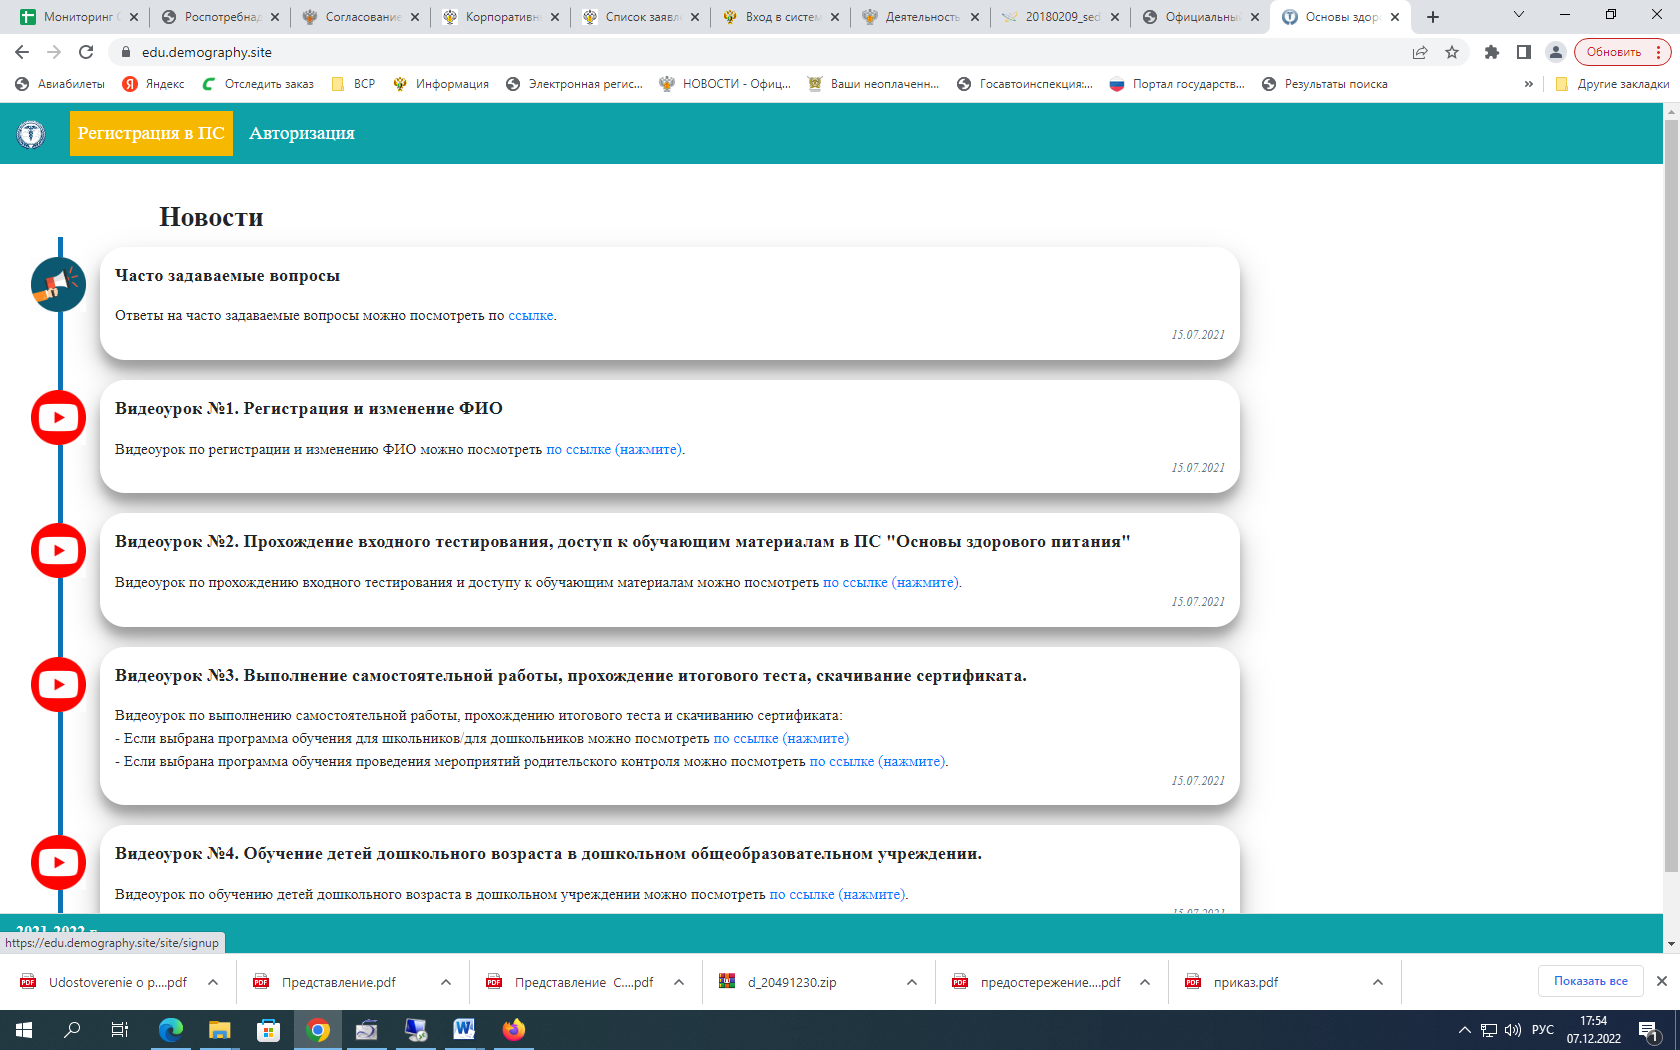 Мониторинг
Роспотребнад
Согласование
Корпоративн
Список заявл
Вход в систем
Деятельность
20180209_sed
Официальный
Основы здоро
edu.demography.site
Обновить
Авиабилеты
Яндекс
Отследить заказ
ВСР
Информация
Электронная регис...
НОВОСТИ - Офиц...
Ваши неоплаченн...
Госавтоинспекция:...
Портал государств...
Результаты поиска
»
Другие закладки
Регистрация в ПС
Авторизация
Новости
Часто задаваемые вопросы
Ответы на часто задаваемые вопросы можно посмотреть по ссылке.
15.07.2021
Видеоурок №1. Регистрация и изменение ФИО
Видеоурок по регистрации и изменению ФИО можно посмотреть по ссылке (нажмите).
15.07.2021
Видеоурок №2. Прохождение входного тестирования, доступ к обучающим материалам в ПС "Основы здорового питания"
Видеоурок по прохождению входного тестирования и доступу к обучающим материалам можно посмотреть по ссылке (нажмите).
15.07.2021
Видеоурок №3. Выполнение самостоятельной работы, прохождение итогового теста, скачивание сертификата.
Видеоурок по выполнению самостоятельной работы, прохождению итогового теста и скачиванию сертификата:
- Если выбрана программа обучения для школьников/для дошкольников можно посмотреть по ссылке (нажмите)
- Если выбрана программа обучения проведения мероприятий родительского контроля можно посмотреть по ссылке (нажмите).
15.07.2021
Видеоурок №4. Обучение детей дошкольного возраста в дошкольном общеобразовательном учреждении.
Видеоурок по обучению детей дошкольного возраста в дошкольном учреждении можно посмотреть по ссылке (нажмите).
15.07.2021
2021-2022 г.
https://edu.demography.site/site/signup
Udostoverenie o p....pdf
Представление.pdf
Представление С....pdf
d_20491230.zip
предостережение....pdf
приказ.pdf
Показать все
РУС
17:54
07.12.2022
1